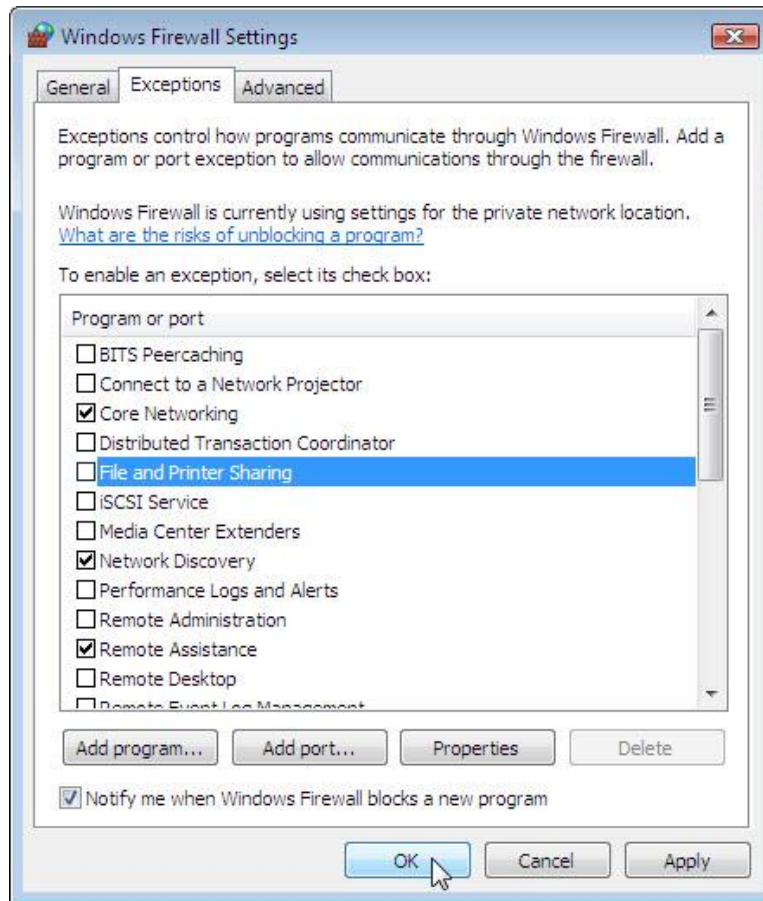 Windows Firewall Settings
General Exceptions Advanced
Exceptions control how programs communicate through Windows Firewall. Add a
program or port exception to allow communications through the firewall.
Windows Firewall is currently using settings for the private network location.
What are the risks of unblocking a program?
To enable an exception, select its check box:
Program or port
BITS Peercaching
Connect to a Network Projector
Core Networking
Distributed Transaction Coordinator
File and Printer Sharing
iSCSI Service
Media Center Extenders
Network Discovery
Performance Logs and Alerts
Remote Administration
Remote Assistance
Remote Desktop
Remote Event Log Management
Add program... Add port... Properties Delete
Notify me when Windows Firewall blocks a new program
OK Cancel Apply